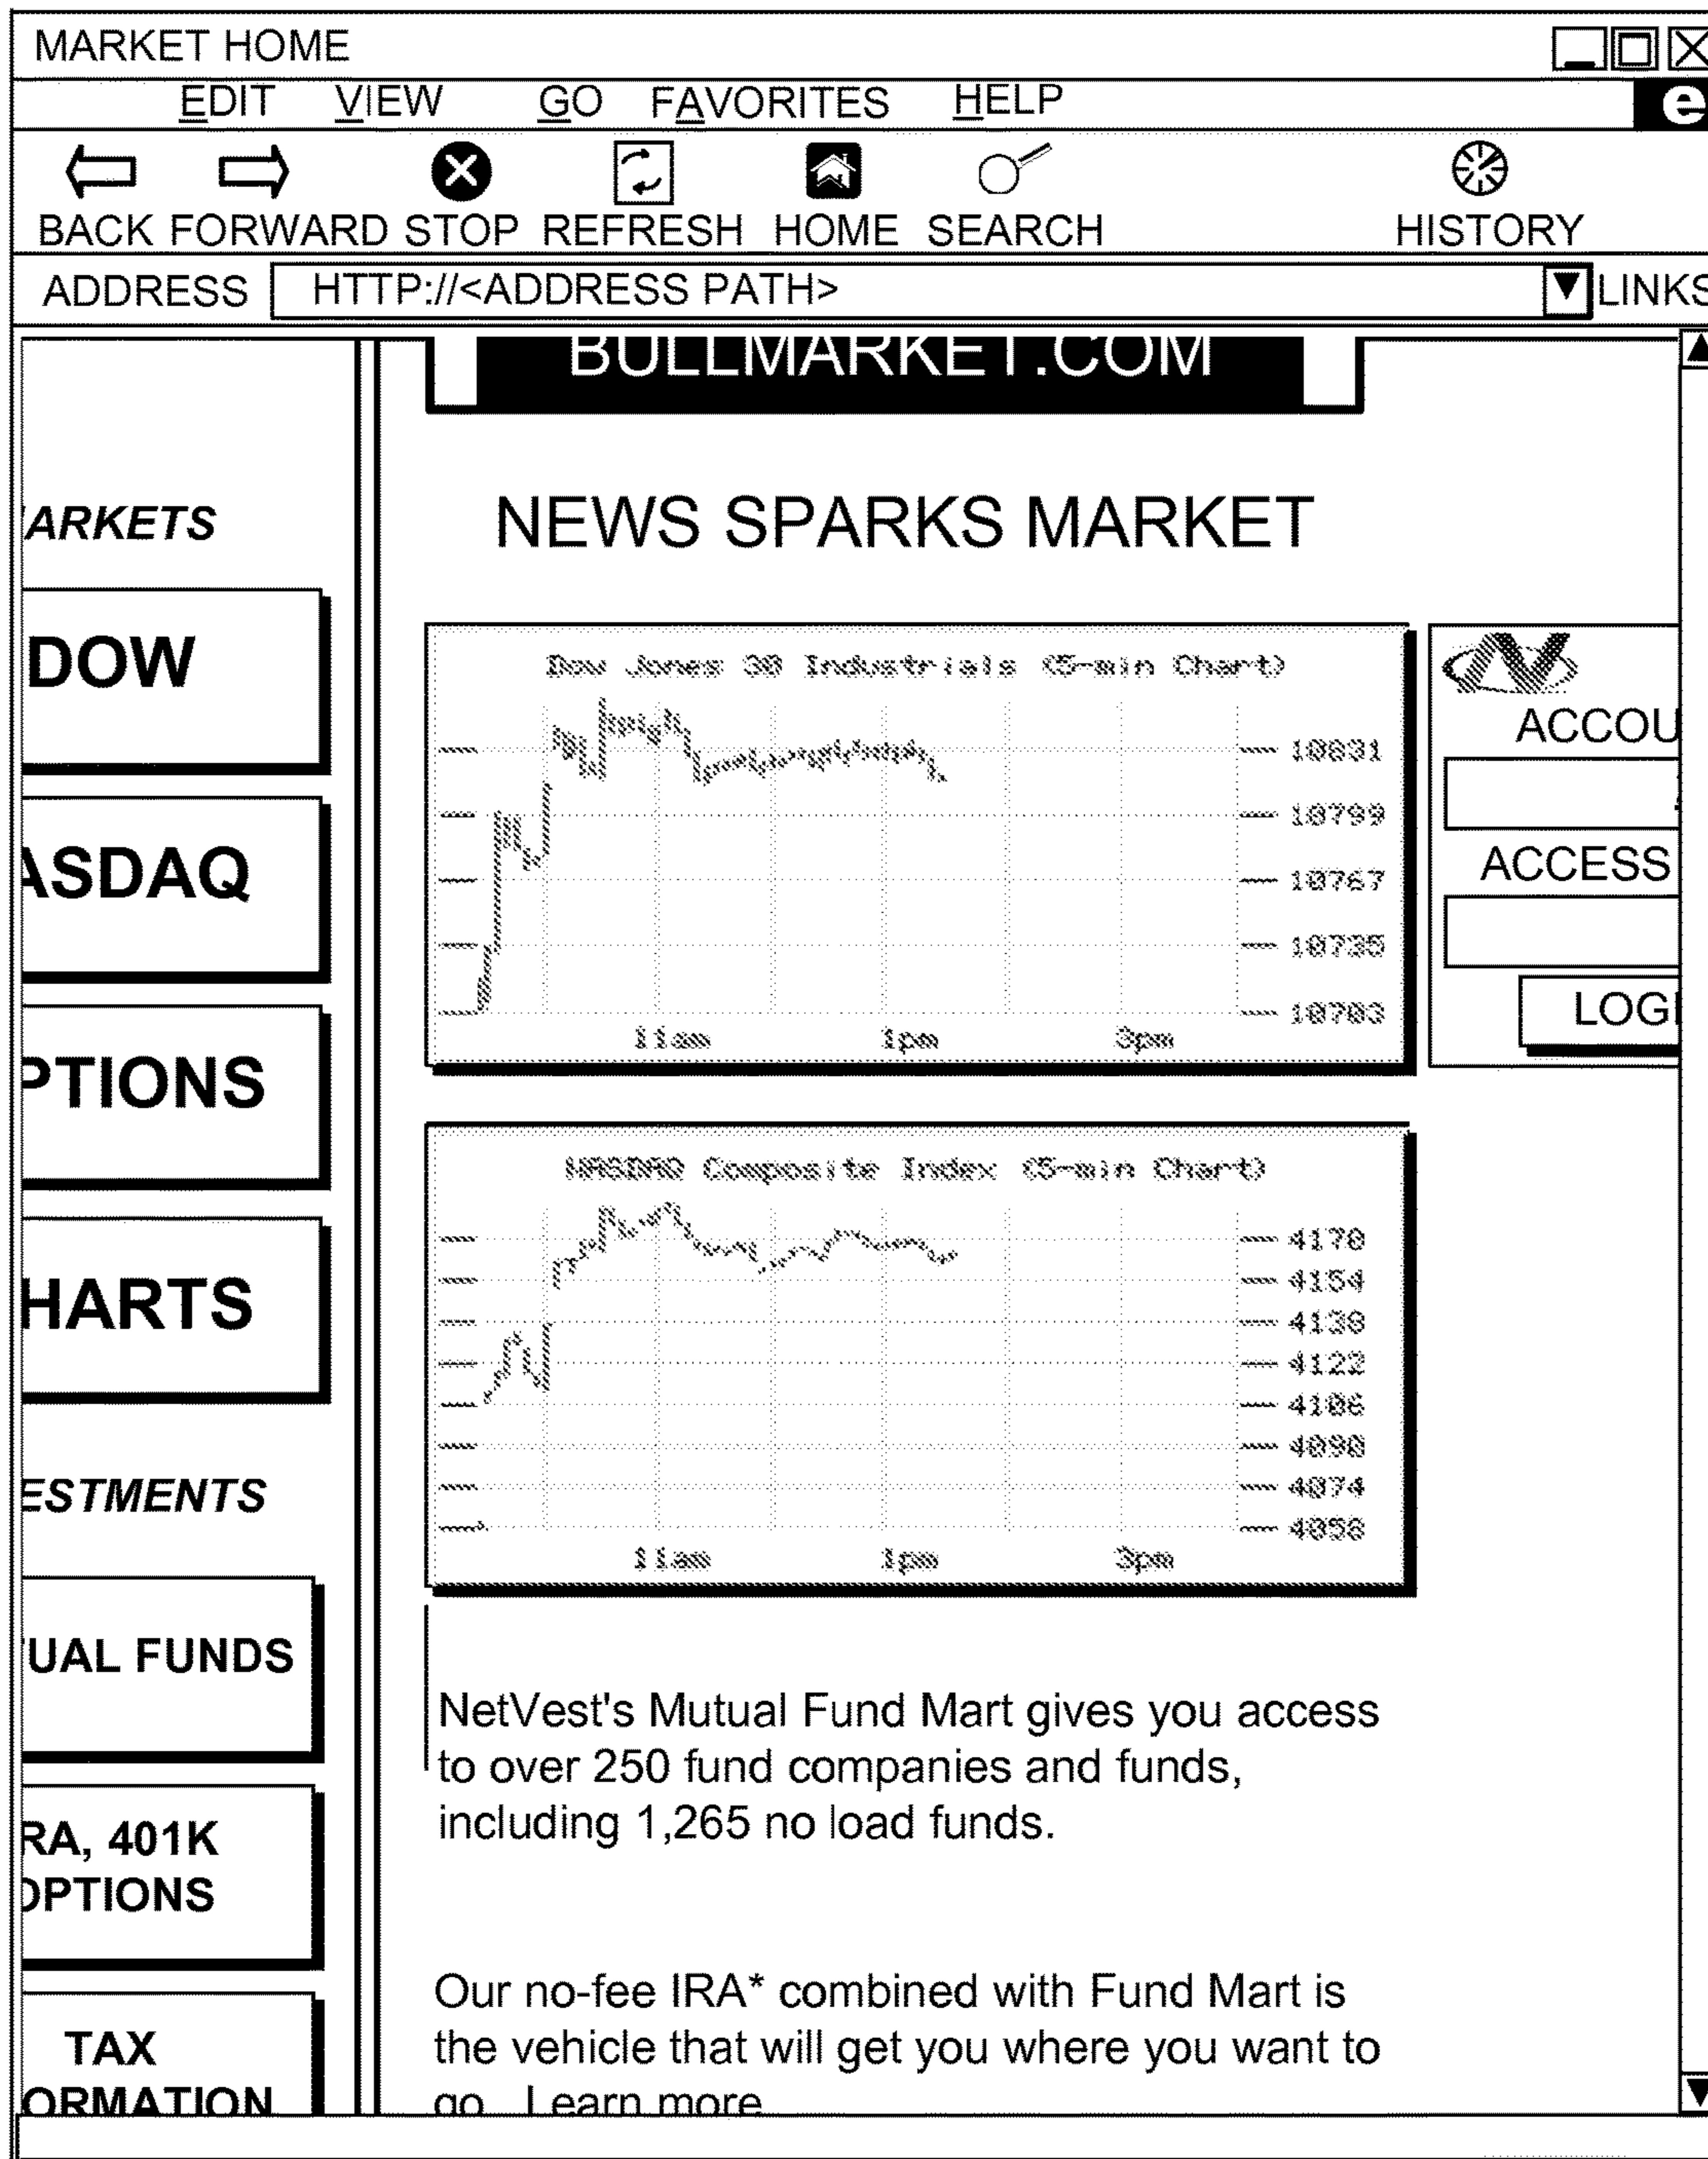 MARKET HOME
EDIT VIEW GO FAVORITES HELP
e
BACK FORWARD STOP REFRESH HOME SEARCH HISTORY
ADDRESS HTTP://<ADDRESS PATH> LINKS
BULLMARKET.COM
ARKETS
DOW
ASDAQ
PTIONS
HARTS
ESTMENTS
UAL FUNDS
RA, 401K
OPTIONS
TAX
ORMATION
NEWS SPARKS MARKET
Dow Jones 30 Industrials (5-min Chart)
10831
10799
10767
10735
10703
11am 1pm 3pm
NASDAQ Composite Index (5-min Chart)
4170
4154
4138
4122
4106
4090
4074
4058
11am 1pm 3pm
NetVest's Mutual Fund Mart gives you access
to over 250 fund companies and funds,
including 1,265 no load funds.
Our no-fee IRA* combined with Fund Mart is
the vehicle that will get you where you want to
go. Learn more
N
ACCOU
ACCESS
LOGI